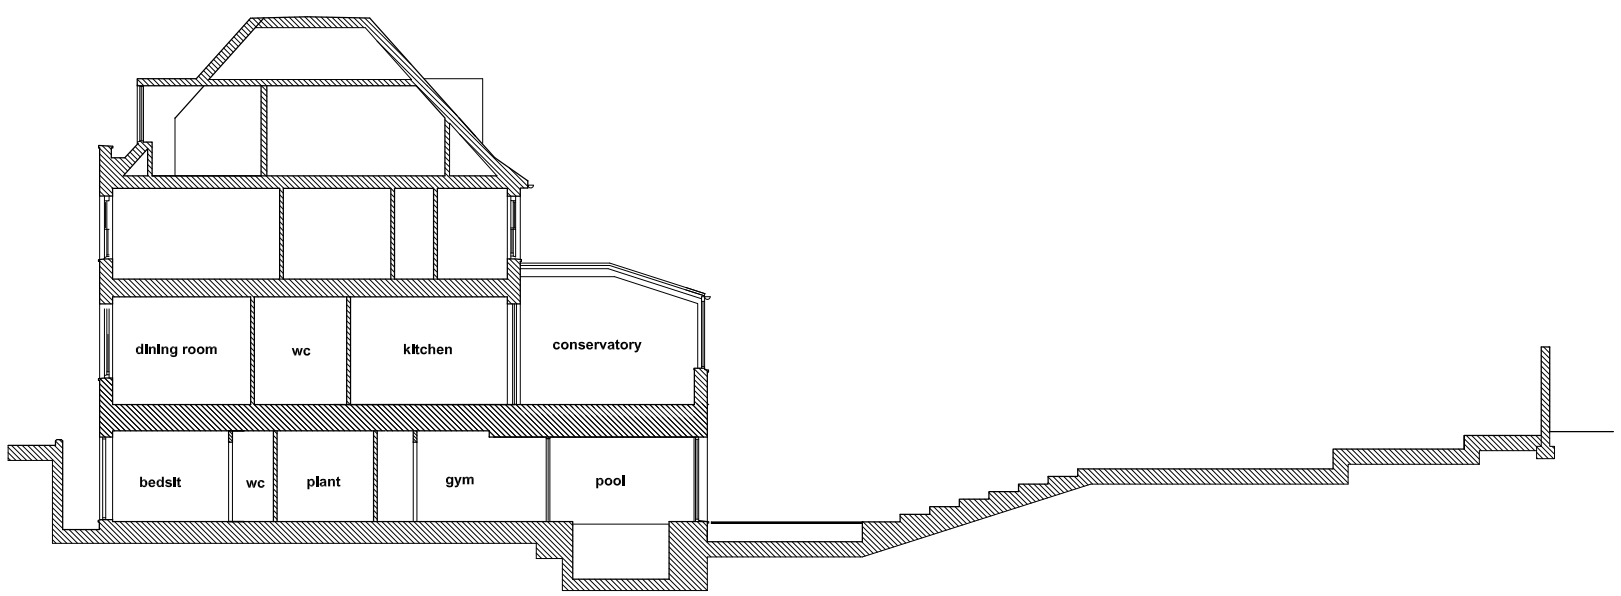 dining room
wc
kitchen
conservatory
bedsit
wc
plant
gym
pool